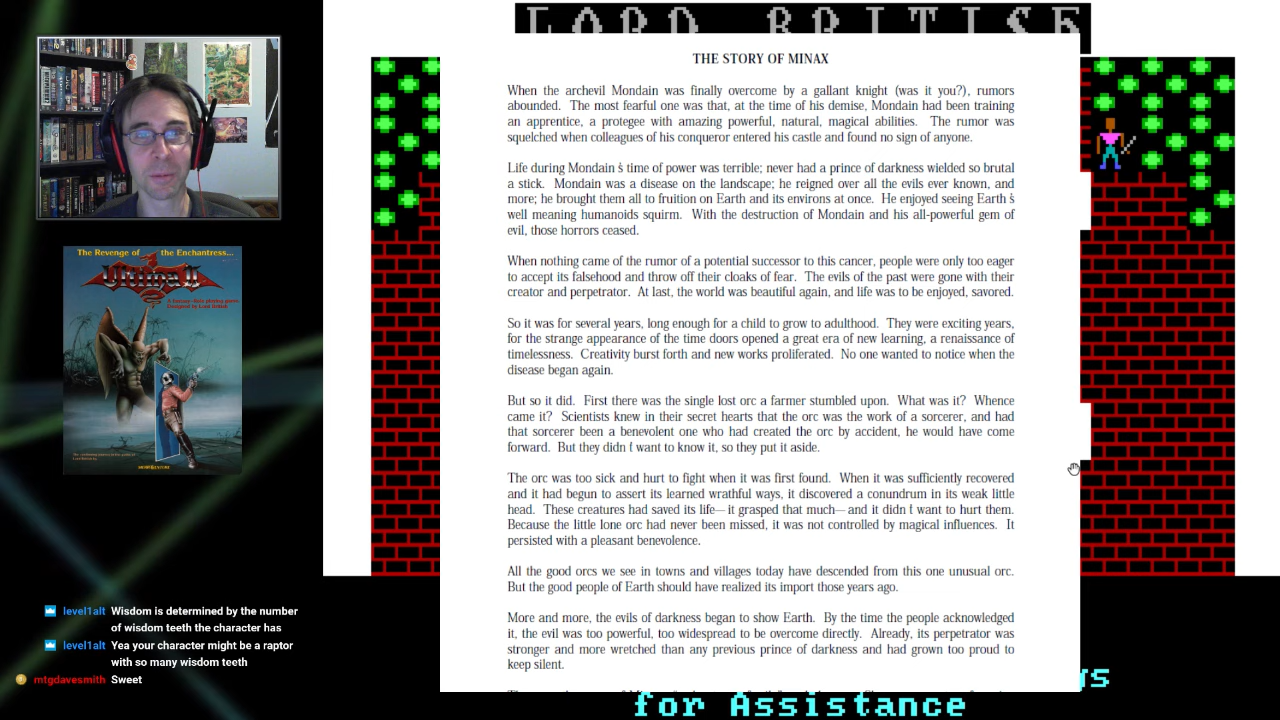 LORD BRITISH
THE STORY OF MINAX
When the archevil Mondain was finally overcome by a gallant knight (was it you?), rumors
abounded. The most fearful one was that, at the time of his demise, Mondain had been training
an apprentice, a protegee with amazing powerful, natural, magical abilities. The rumor was
squelched when colleagues of his conqueror entered his castle and found no sign of anyone.
Life during Mondain's time of power was terrible; never had a prince of darkness wielded so brutal
a stick. Mondain was a disease on the landscape; he reigned over all the evils ever known, and
more; he brought them all to fruition on Earth and its environs at once. He enjoyed seeing Earth's
well meaning humanoids squirm. With the destruction of Mondain and his all-powerful gem of
evil, those horrors ceased.
When nothing came of the rumor of a potential successor to this cancer, people were only too eager
to accept its falsehood and throw off their cloaks of fear. The evils of the past were gone with their
creator and perpetrator. At last, the world was beautiful again, and life was to be enjoyed, savored.
So it was for several years, long enough for a child to grow to adulthood. They were exciting years,
for the strange appearance of the time doors opened a great era of new learning, a renaissance of
timelessness. Creativity burst forth and new works proliferated. No one wanted to notice when the
disease began again.
But so it did. First there was the single lost orc a farmer stumbled upon. What was it? Whence
came it? Scientists knew in their secret hearts that the orc was the work of a sorcerer, and had
that sorcerer been a benevolent one who had created the orc by accident, he would have come
forward. But they didn't want to know it, so they put it aside.
The orc was too sick and hurt to fight when it was first found. When it was sufficiently recovered
and it had begun to assert its learned wrathful ways, it discovered a conundrum in its weak little
head. These creatures had saved its life—it grasped that much—and it didn't want to hurt them.
Because the little lone orc had never been missed, it was not controlled by magical influences. It
persisted with a pleasant benevolence.
All the good orcs we see in towns and villages today have descended from this one unusual orc.
But the good people of Earth should have realized its import those years ago.
More and more, the evils of darkness began to show Earth. By the time the people acknowledged
it, the evil was too powerful, too widespread to be overcome directly. Already, its perpetrator was
stronger and more wretched than any previous prince of darkness and had grown too proud to
keep silent.
for Assistance
The Revenge of the Enchantress...
Ultima II
level1alt Wisdom is determined by the number
of wisdom teeth the character has
level1alt Yea your character might be a raptor
with so many wisdom teeth
mtgdavesmith Sweet